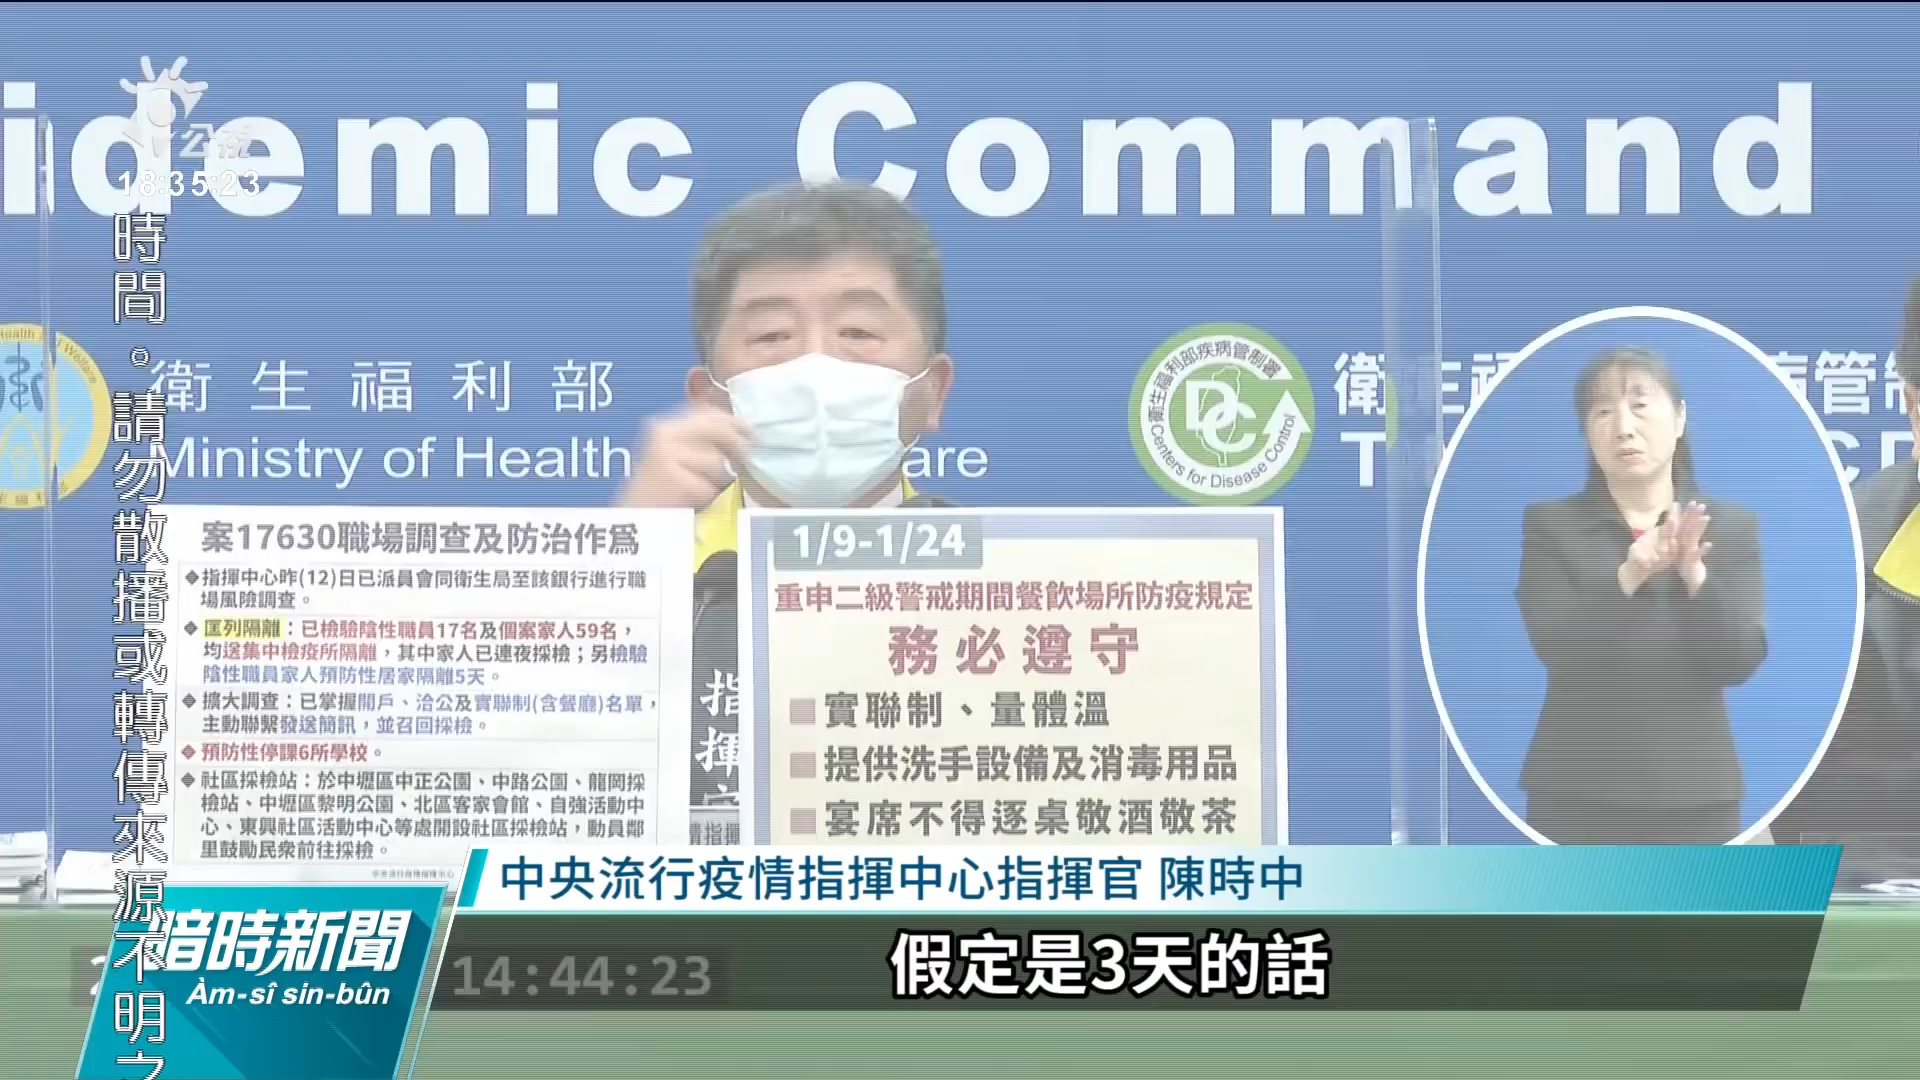 idemic Command
公視
18:35:23
時間。請勿散播或轉傳來源不明之
衛生福利部
Ministry of Health
are
衛生福利部疾病管制署
Centers for Disease Control
CDC
案17630職場調查及防治作為
◆指揮中心昨(12)日已派員會同衛生局至該銀行進行職
場風險調查。
◆匡列隔離：已檢驗陰性職員17名及個案家人59名，
均送集中檢疫所隔離，其中家人已連夜採檢；另檢驗
陰性職員家人預防性居家隔離5天。
◆擴大調查：已掌握開戶、洽公及實聯制(含餐廳)名單，
主動聯繫發送簡訊，並召回採檢。
◆預防性停課6所學校。
◆社區採檢站：於中壢區中正公園、中路公園、龍岡採
檢站、中壢區黎明公園、北區客家會館、自強活動中
心、東興社區活動中心等處開設社區採檢站，動員鄰
里鼓勵民眾前往採檢。
中央流行疫情指揮中心
1/9-1/24
重申二級警戒期間餐飲場所防疫規定
務必遵守
實聯制、量體溫
提供洗手設備及消毒用品
宴席不得逐桌敬酒敬茶
指揮
中央流行疫情指揮中心指揮官 陳時中
假定是3天的話
暗時新聞
Àm-sî sin-bûn
14:44:23